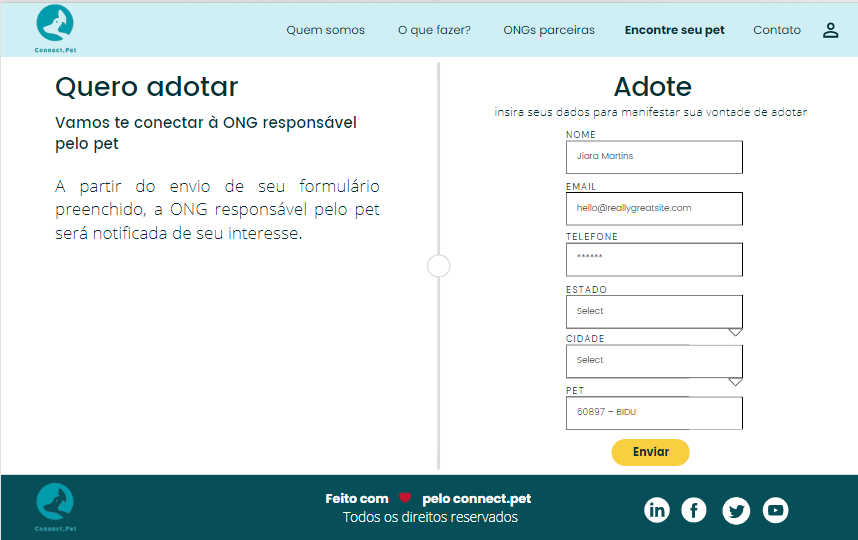 Connect.Pet
Quem somos
O que fazer?
ONGs parceiras
Encontre seu pet
Contato
Quero adotar
Vamos te conectar à ONG responsável
pelo pet
A partir do envio de seu formulário
preenchido, a ONG responsável pelo pet
será notificada de seu interesse.
Adote
insira seus dados para manifestar sua vontade de adotar
NOME
Jiara Martins
EMAIL
hello@reallygreatsite.com
TELEFONE
******
ESTADO
Select
CIDADE
Select
PET
60897 – BIDU
Enviar
Connect.Pet
Feito com pelo connect.pet
Todos os direitos reservados